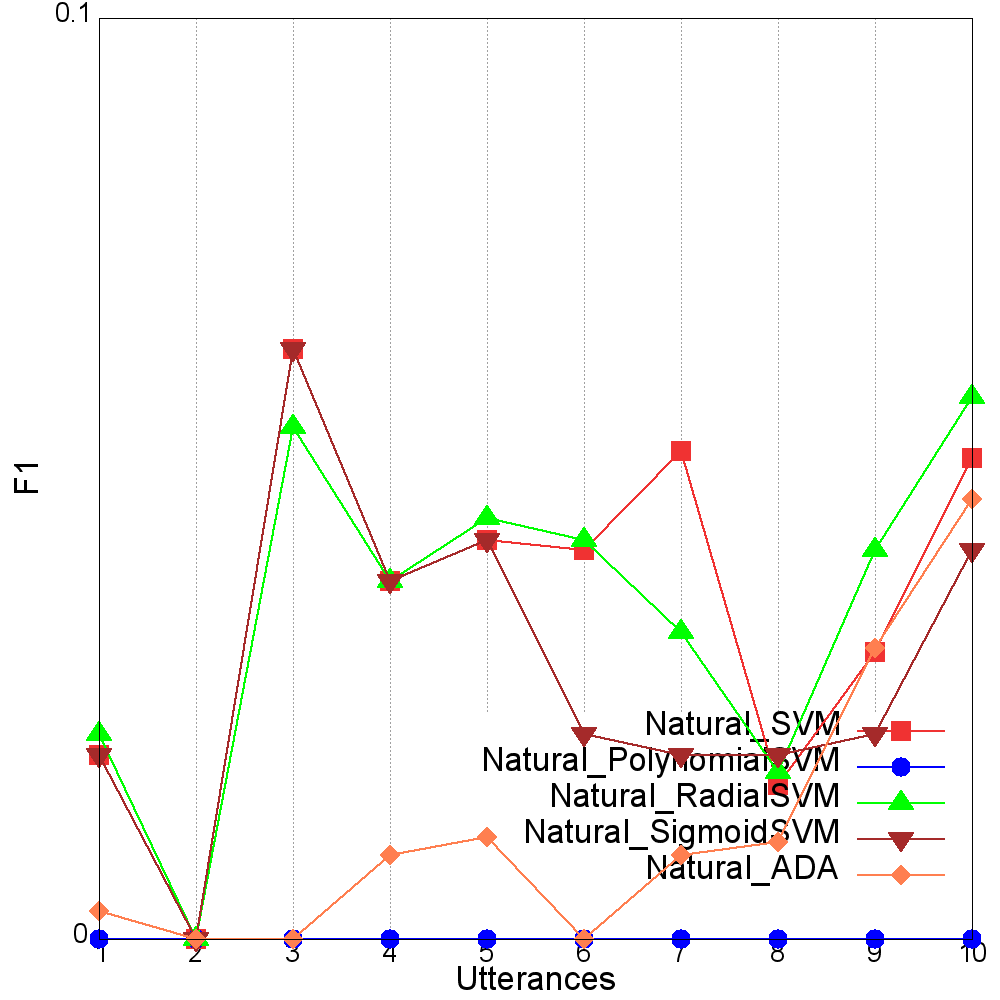 0.1
F1
Natural_SVM
Natural_PolynomialSVM
Natural_RadialSVM
Natural_SigmoidSVM
Natural_ADA
0
1 2 3 4 5 6 7 8 9 10
Utterances